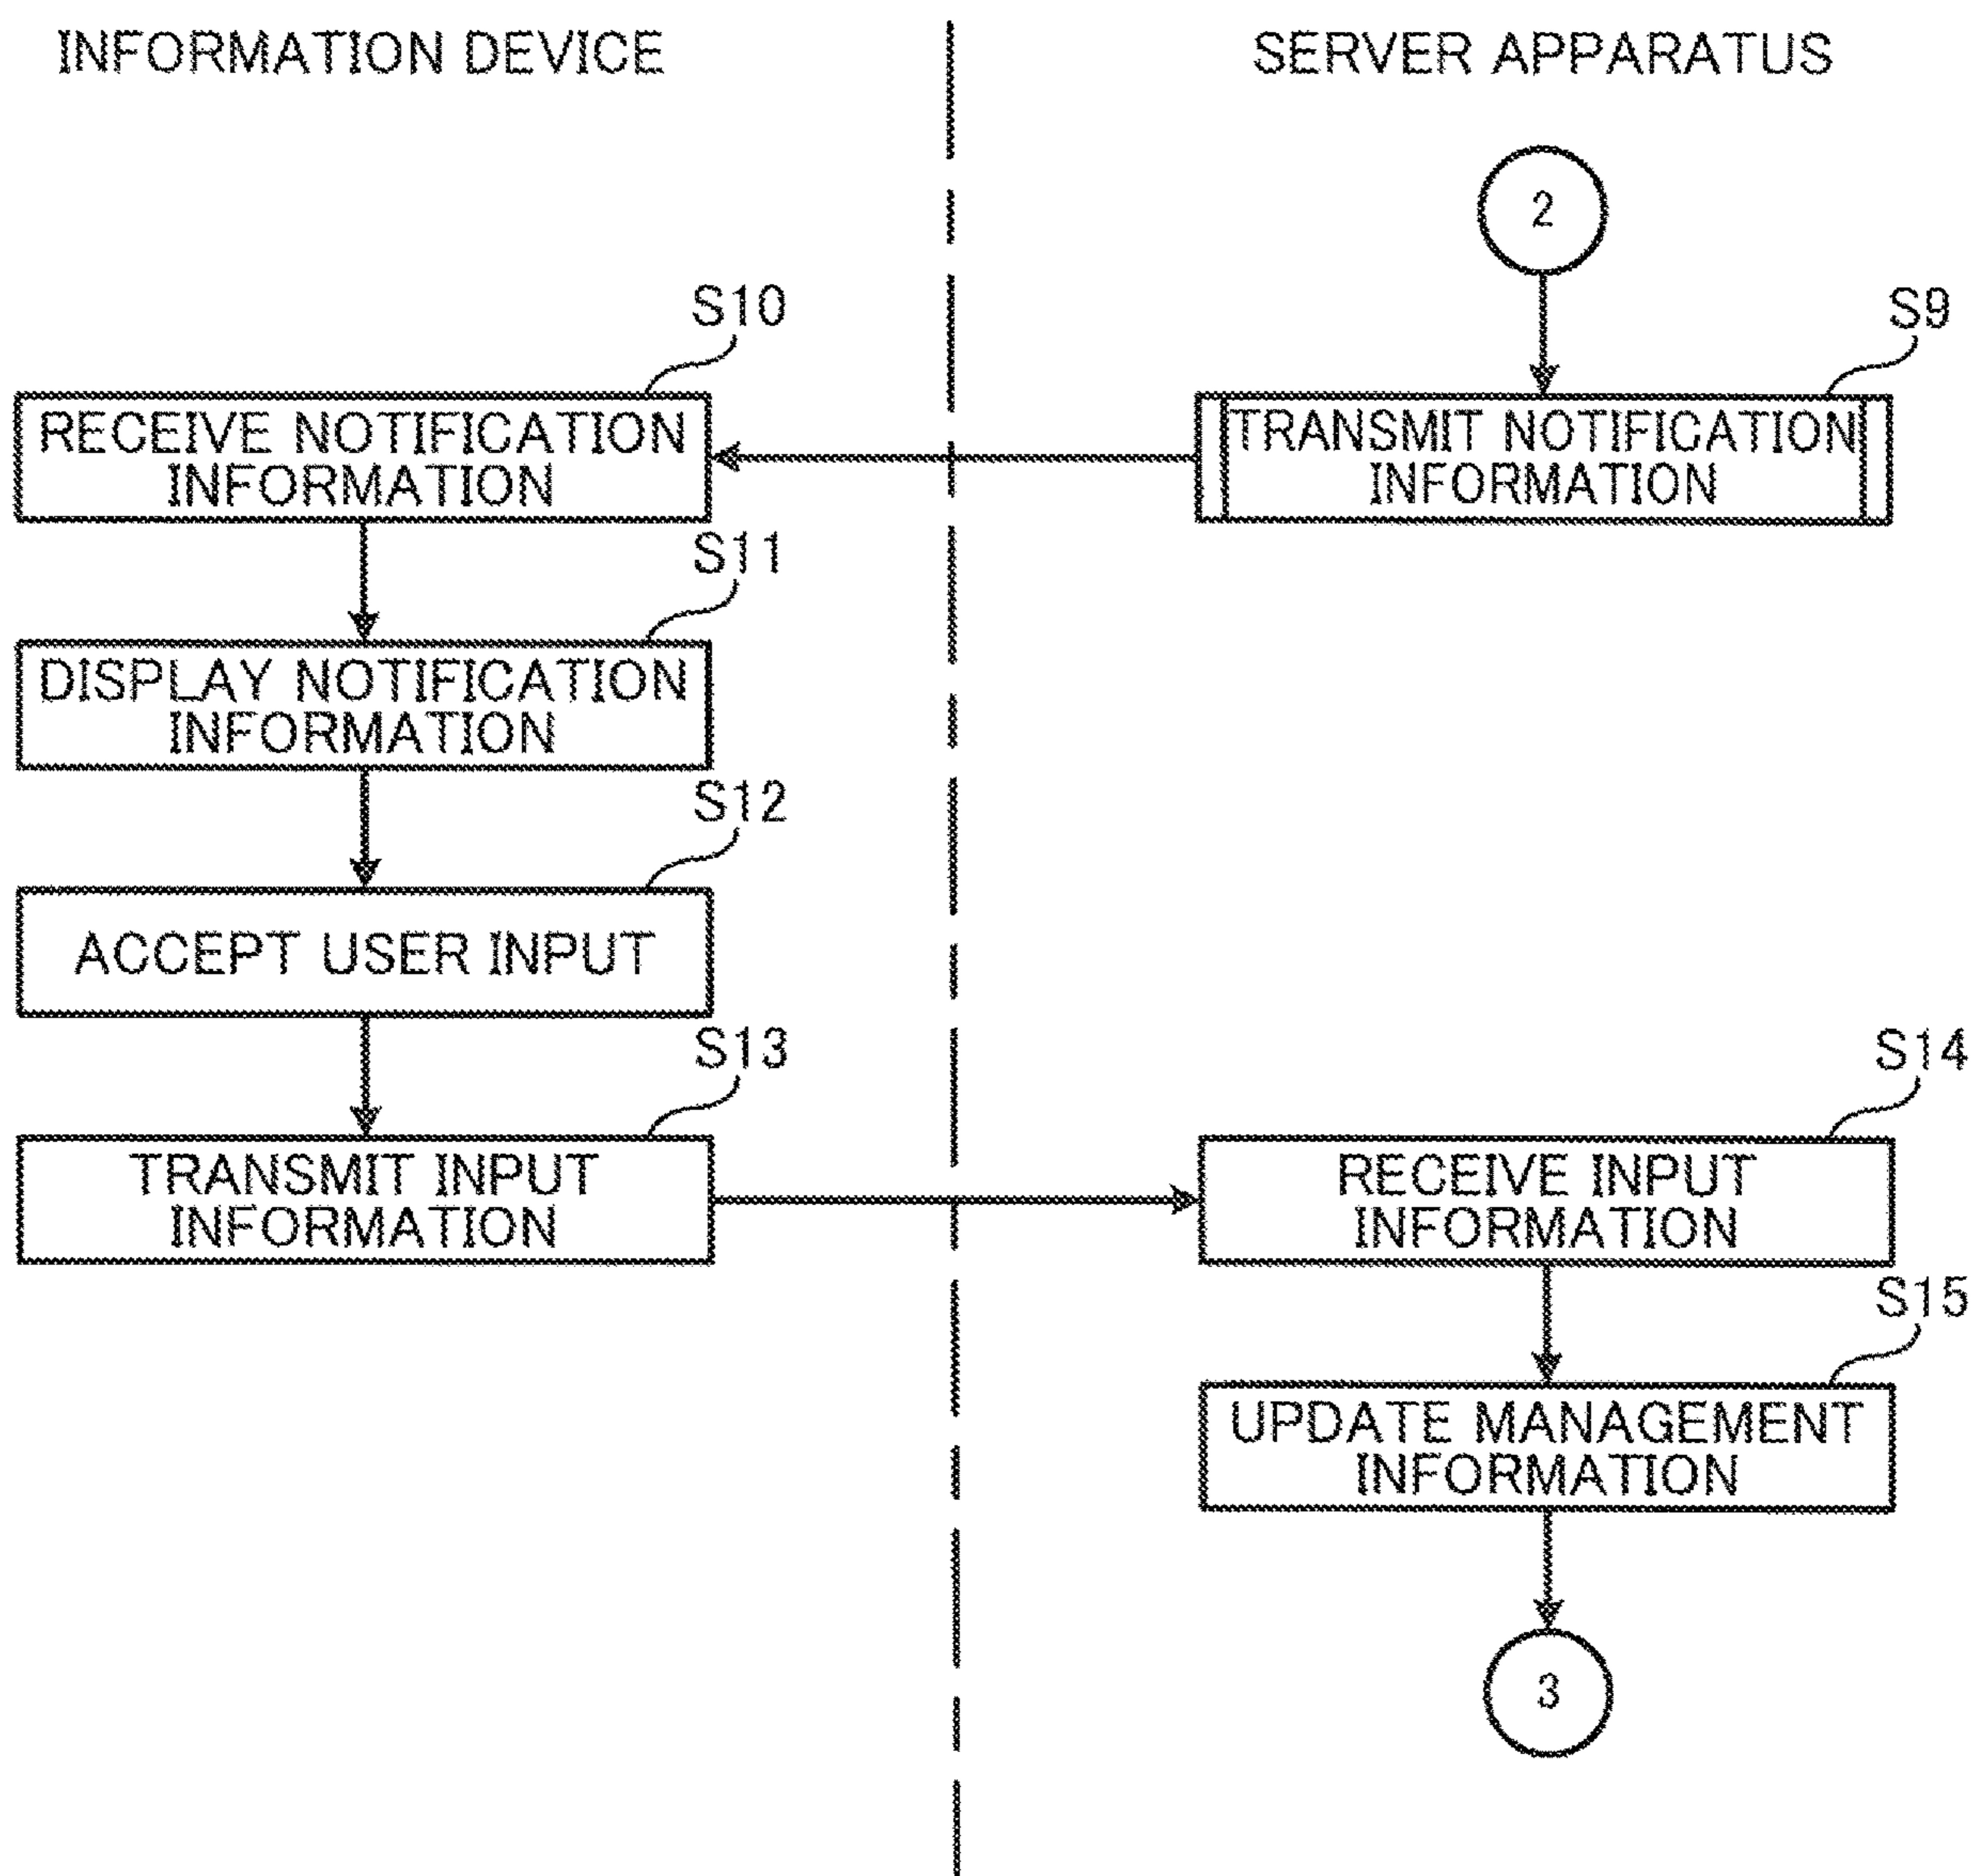 INFORMATION DEVICE
SERVER APPARATUS
2
S9
TRANSMIT NOTIFICATION
INFORMATION
S10
RECEIVE NOTIFICATION
INFORMATION
S11
DISPLAY NOTIFICATION
INFORMATION
S12
ACCEPT USER INPUT
S13
TRANSMIT INPUT
INFORMATION
S14
RECEIVE INPUT
INFORMATION
S15
UPDATE MANAGEMENT
INFORMATION
3